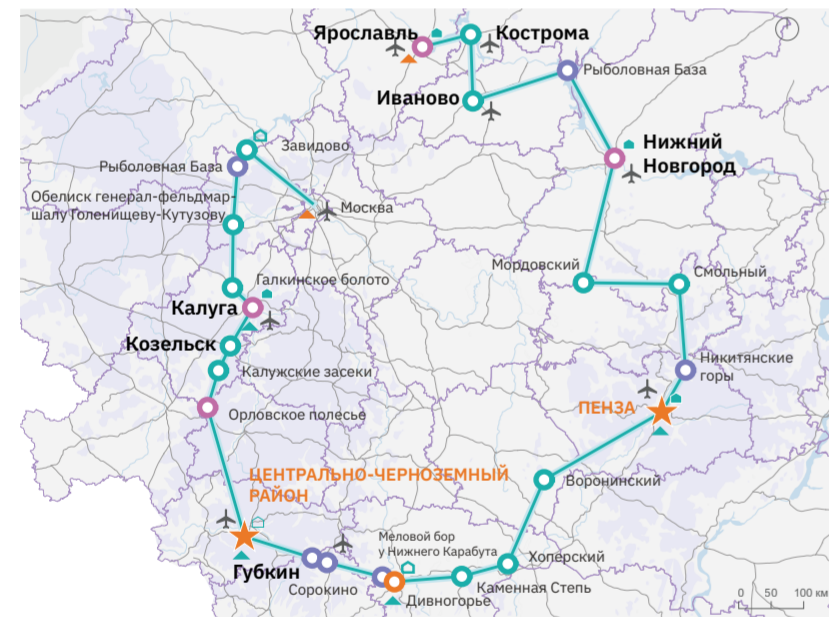 Ярославль
Кострома
Иваново
Рыболовная База
Нижний
Новгород
Завидово
Рыболовная База
Обелиск генерал-фельдмар-
шалу Голенищеву-Кутузову
Москва
Мордовский
Смольный
Галкинское болото
Калуга
Козельск
Калужские засеки
Никитянские
горы
Орловское полесье
ПЕНЗА
ЦЕНТРАЛЬНО-ЧЕРНОЗЕМНЫЙ
РАЙОН
Воронинский
Меловой бор
у Нижнего Карабута
Хоперский
Губкин
Сорокино
Каменная Степь
Дивногорье
0 50 100 км